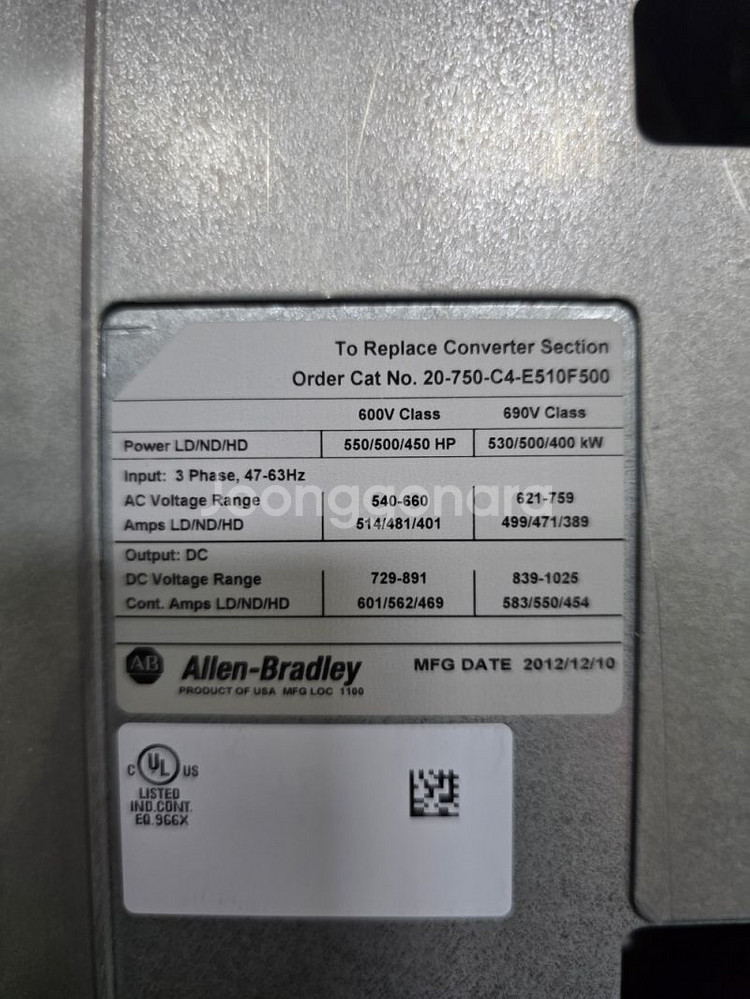 To Replace Converter Section
Order Cat No. 20-750-C4-E510F500
600V Class 690V Class
Power LD/ND/HD 550/500/450 HP 530/500/400 kW
Input: 3 Phase, 47-63Hz
AC Voltage Range 540-660 621-759
Amps LD/ND/HD 514/481/401 499/471/389
Output: DC
DC Voltage Range 729-891 839-1025
Cont. Amps LD/ND/HD 601/562/469 583/550/454
AB Allen-Bradley MFG DATE 2012/12/10
PRODUCT OF USA MFG LOC 1100
C UL US
LISTED
IND.CONT.
EQ.966X
Joonggonara